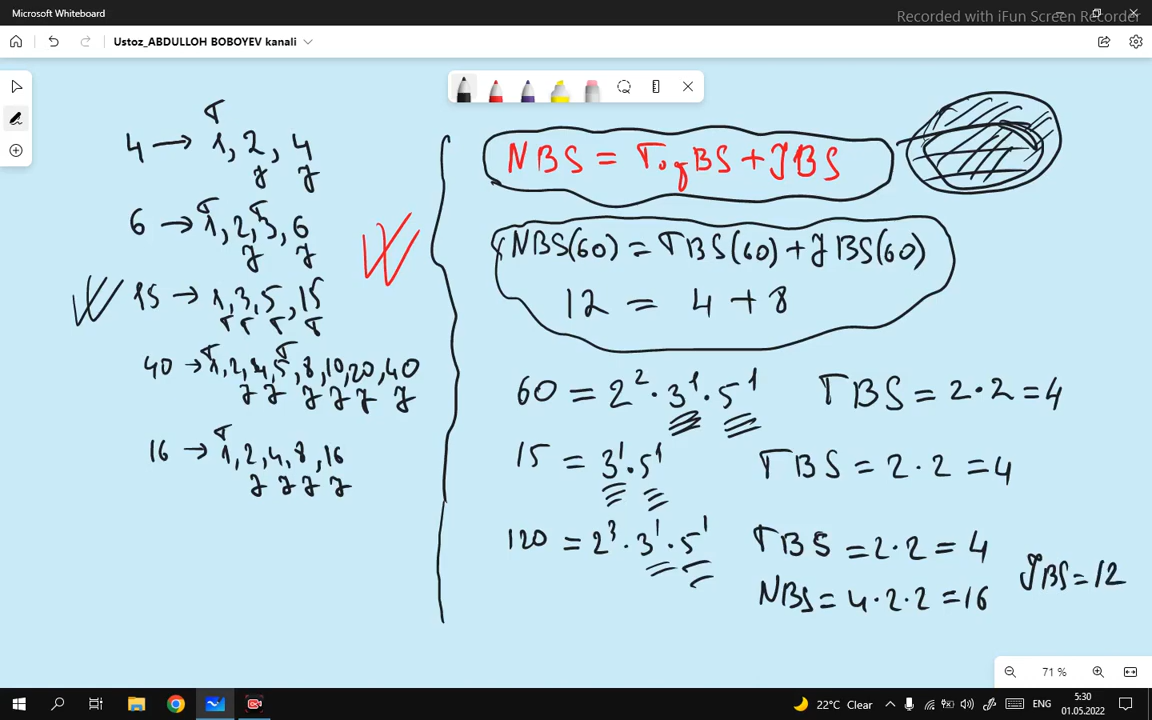 Microsoft Whiteboard
Recorded with iFun Screen Recorder
Ustoz_ABDULLOH BOBOYEV kanali
T
4 → 1, 2, 4
J J
T T
6 → 1, 2, 3, 6
J J
15 → 1, 3, 5, 15
T T T T
T T
40 → 1, 2, 4, 5, 8, 10, 20, 40
J J J J J J
T
16 → 1, 2, 4, 8, 16
J J J J
NBS = ToqBS + JBS
NBS(60) = TBS(60) + JBS(60)
12 = 4 + 8
60 = 2² · 3¹ · 5¹ TBS = 2 · 2 = 4
15 = 3¹ · 5¹ TBS = 2 · 2 = 4
120 = 2³ · 3¹ · 5¹ TBS = 2 · 2 = 4
NBS = 4 · 2 · 2 = 16 JBS = 12
71 %
22°C Clear
ENG
5:30
01.05.2022